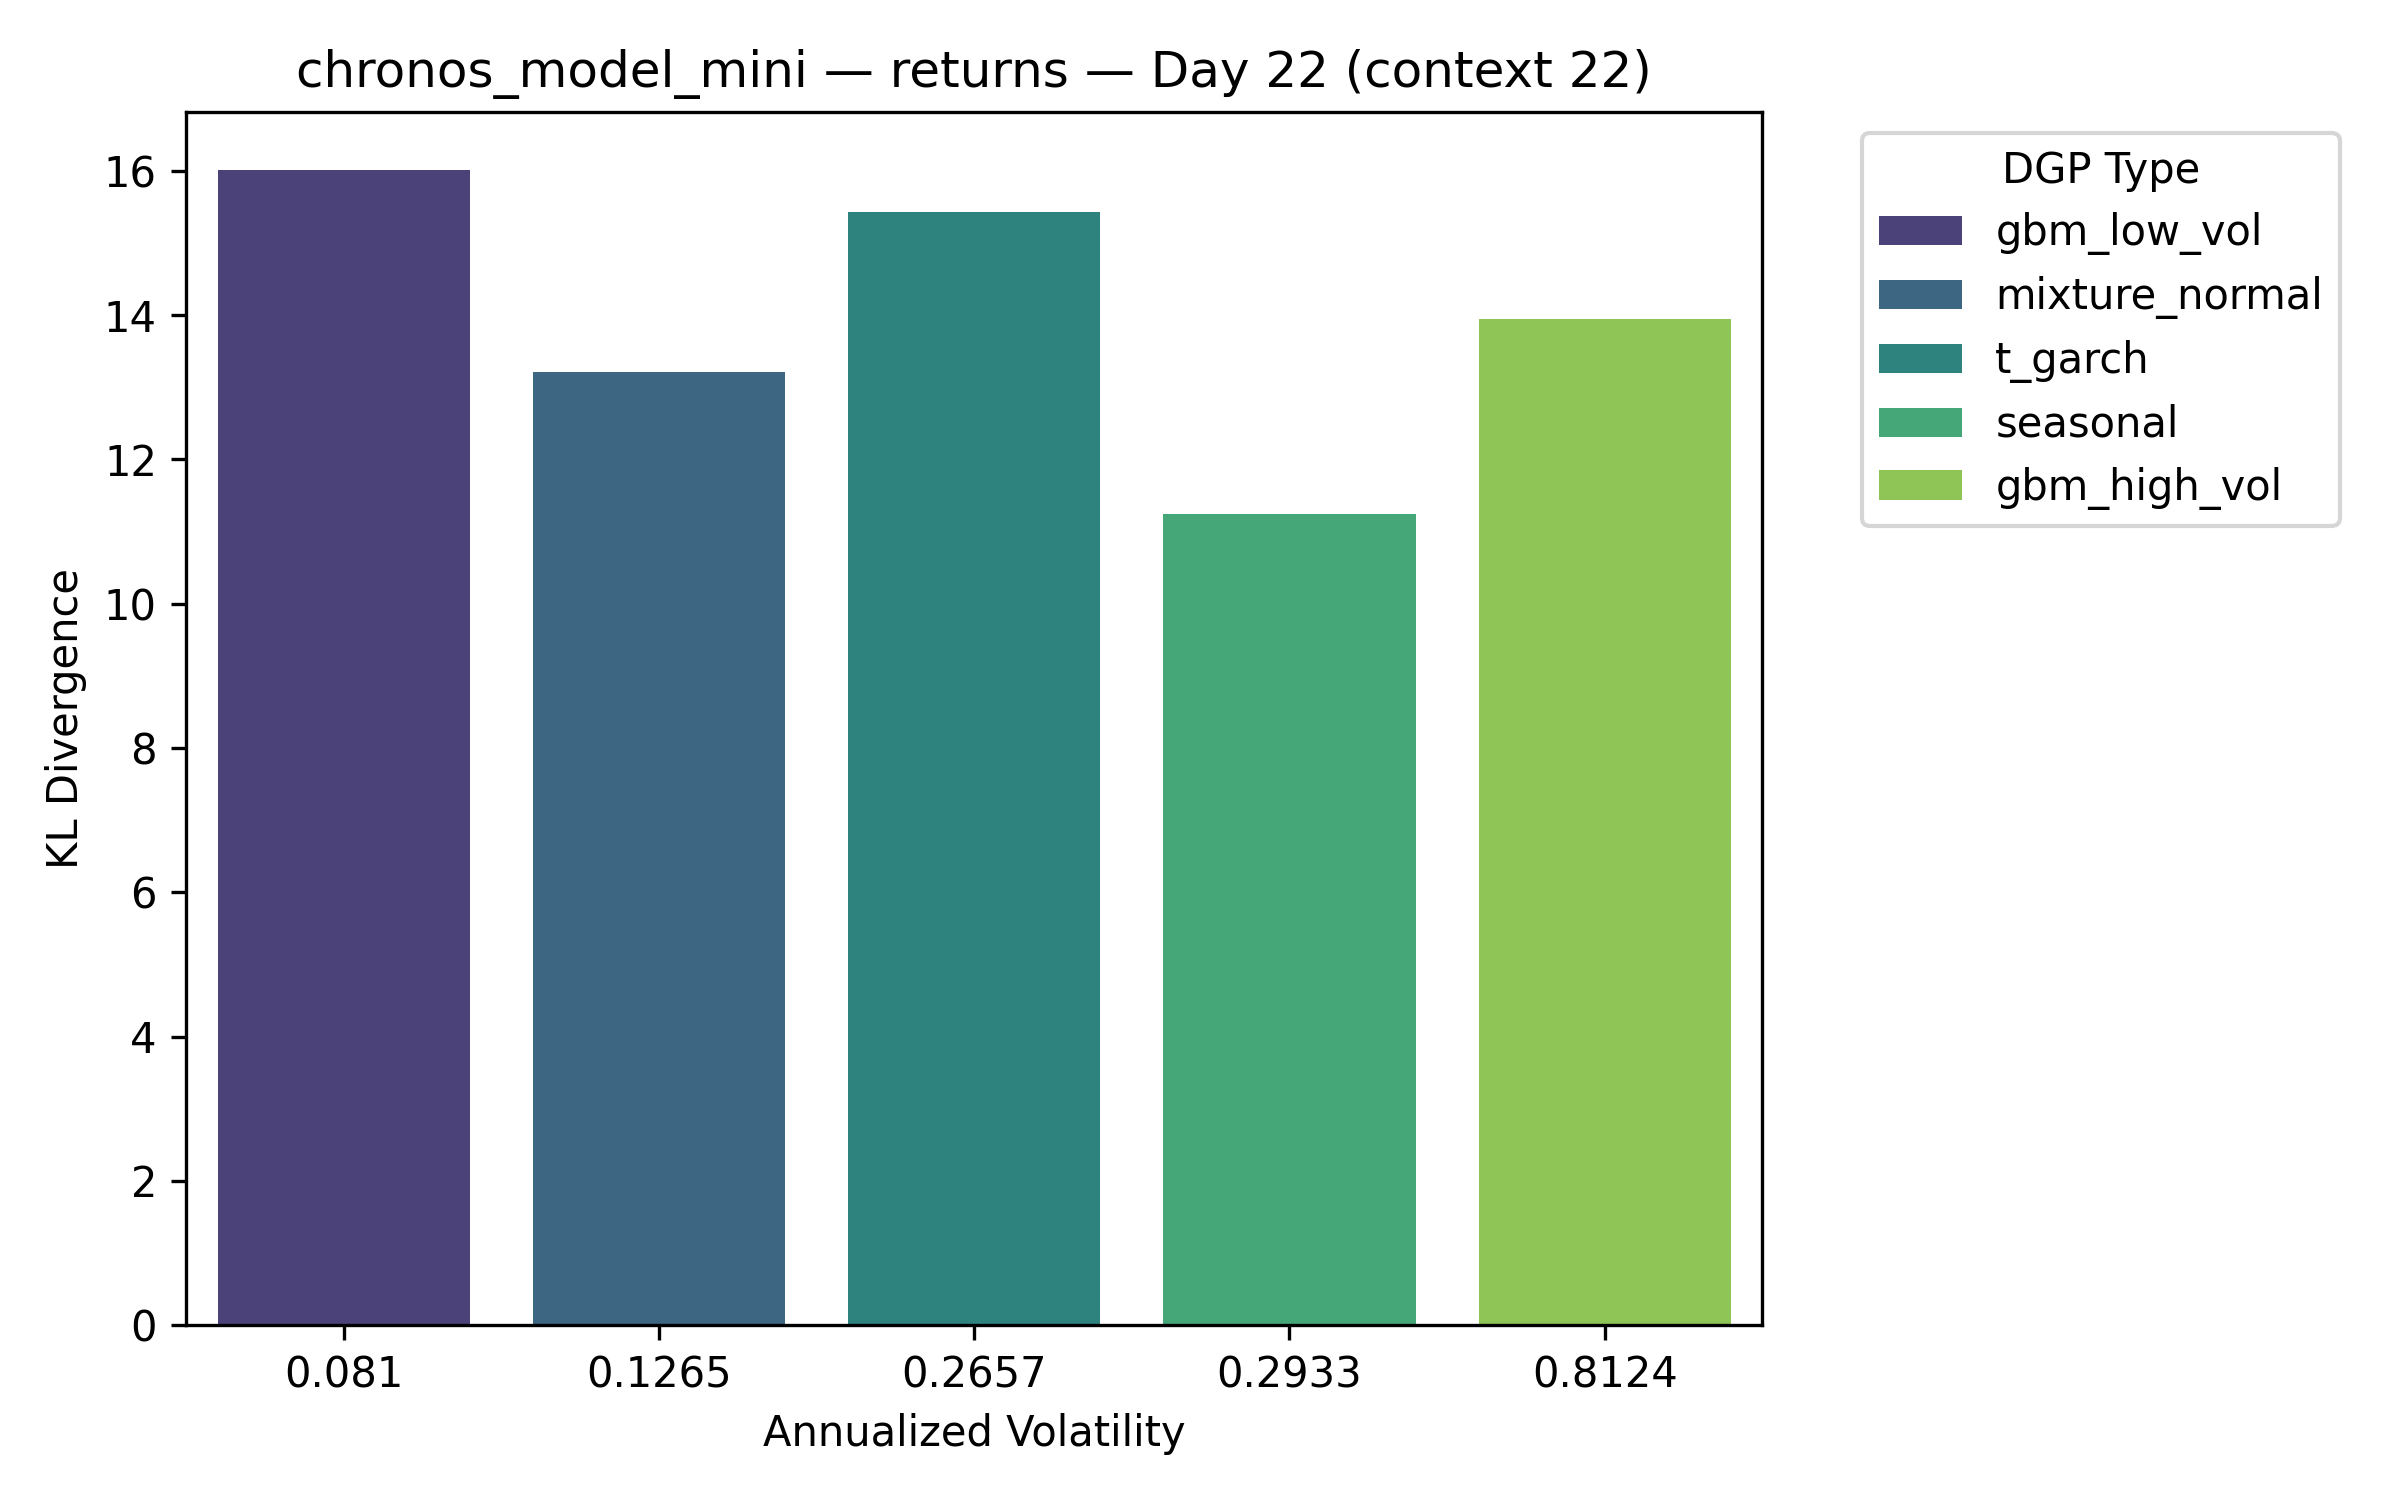 chronos_model_mini — returns — Day 22 (context 22)
KL Divergence
16
14
12
10
8
6
4
2
0
0.081 0.1265 0.2657 0.2933 0.8124
Annualized Volatility
DGP Type
gbm_low_vol
mixture_normal
t_garch
seasonal
gbm_high_vol